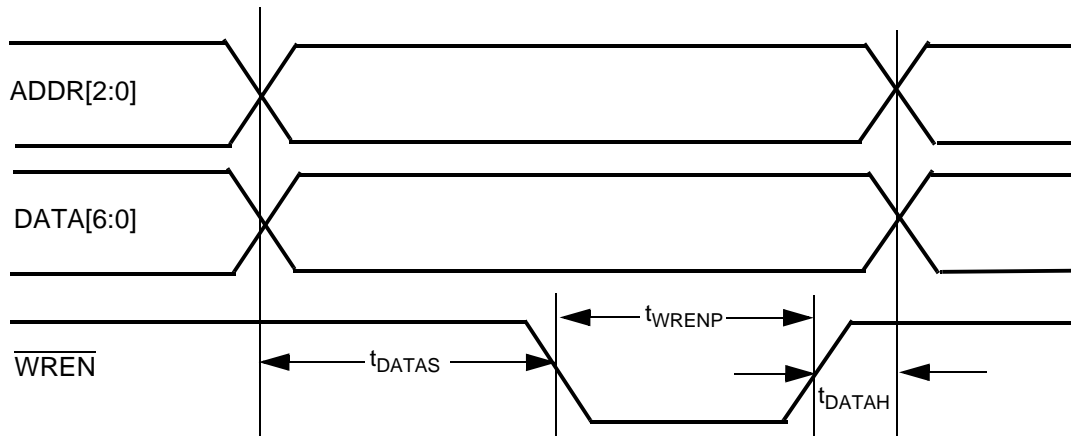 ADDR[2:0]
DATA[6:0]
tWRENP
WREN
tDATAS
tDATAH